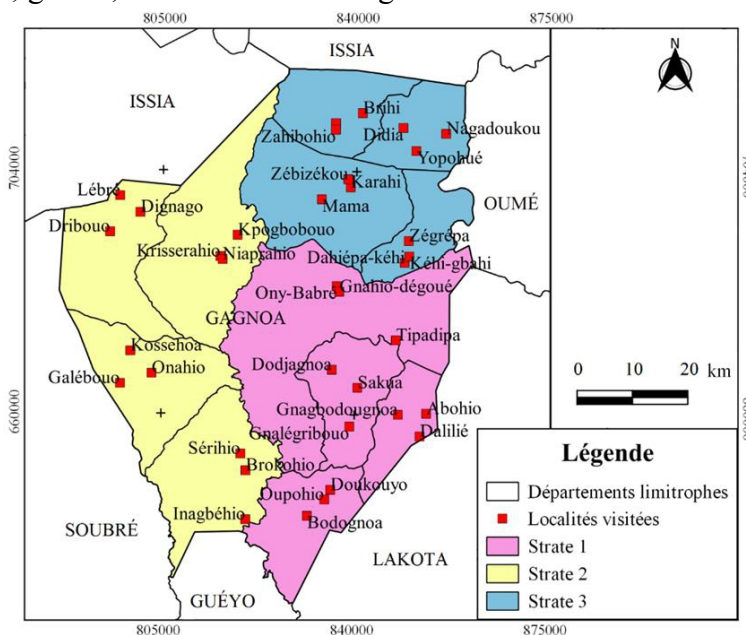 805000 840000 875000
ISSIA
N
ISSIA
Brihi
Zahibohio
Didia
Nagadoukou
Yopohué
704000
Zébizékou
Karahi
Lébré
Mama
OUMÉ
Dignago
Dribouo
Kpogbobouo
Zégrépa
Krisserahio
Niaprahio
Dahiépa-kéhi
Kéhi-gbahi
Gnahio-dégoué
Ony-Babré
GAGNOA
Tipadipa
Kossehoa
Dodjagnoa
Onahio
Galébouo
Sakua
0 10 20 km
660000
Gnagbodougnoa
Abohio
Gnalégribouo
Dalilié
Sérihio
Brokohio
Doukouyo
Oupohio
Inagbéhio
Bodognoa
SOUBRÉ
LAKOTA
GUÉYO
Légende
Départements limitrophes
Localités visitées
Strate 1
Strate 2
Strate 3
805000 840000 875000